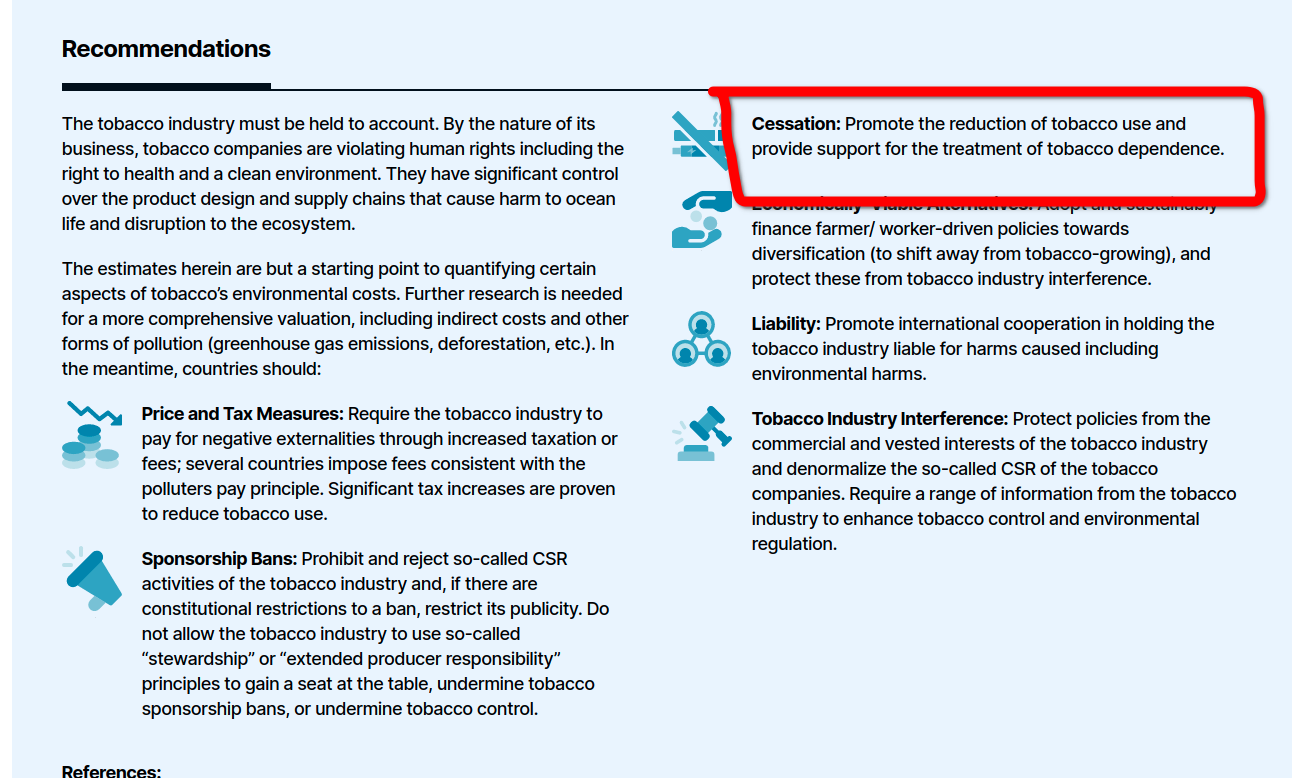 Recommendations
The tobacco industry must be held to account. By the nature of its
business, tobacco companies are violating human rights including the
right to health and a clean environment. They have significant control
over the product design and supply chains that cause harm to ocean
life and disruption to the ecosystem.
The estimates herein are but a starting point to quantifying certain
aspects of tobacco’s environmental costs. Further research is needed
for a more comprehensive valuation, including indirect costs and other
forms of pollution (greenhouse gas emissions, deforestation, etc.). In
the meantime, countries should:
Price and Tax Measures: Require the tobacco industry to
pay for negative externalities through increased taxation or
fees; several countries impose fees consistent with the
polluters pay principle. Significant tax increases are proven
to reduce tobacco use.
Sponsorship Bans: Prohibit and reject so-called CSR
activities of the tobacco industry and, if there are
constitutional restrictions to a ban, restrict its publicity. Do
not allow the tobacco industry to use so-called
“stewardship” or “extended producer responsibility”
principles to gain a seat at the table, undermine tobacco
sponsorship bans, or undermine tobacco control.
Cessation: Promote the reduction of tobacco use and
provide support for the treatment of tobacco dependence.
Economically Viable Alternatives: Adopt and sustainably
finance farmer/ worker-driven policies towards
diversification (to shift away from tobacco-growing), and
protect these from tobacco industry interference.
Liability: Promote international cooperation in holding the
tobacco industry liable for harms caused including
environmental harms.
Tobacco Industry Interference: Protect policies from the
commercial and vested interests of the tobacco industry
and denormalize the so-called CSR of the tobacco
companies. Require a range of information from the tobacco
industry to enhance tobacco control and environmental
regulation.
References: